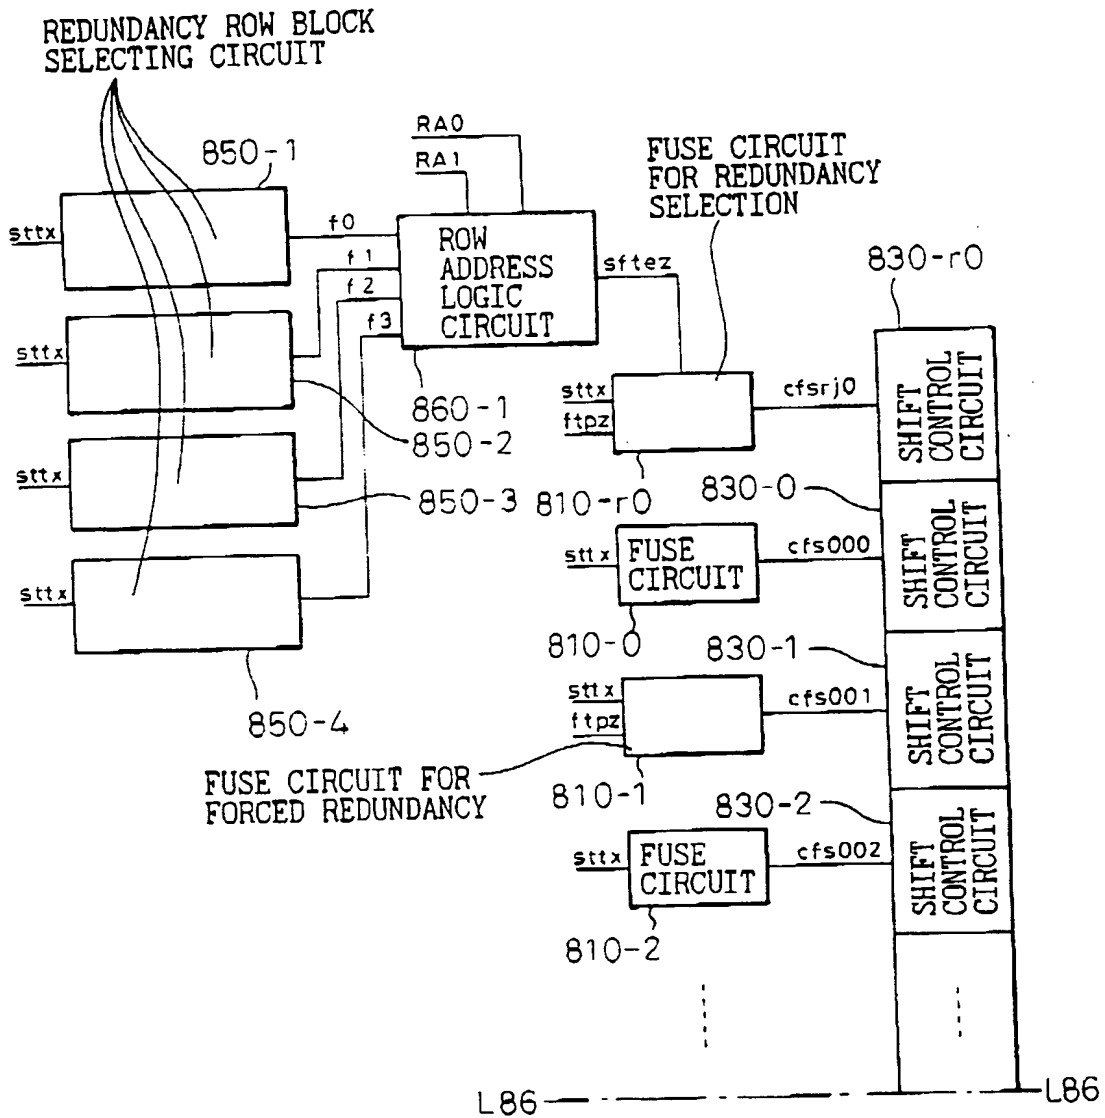 REDUNDANCY ROW BLOCK
SELECTING CIRCUIT
850-1
sttx
f0
RA0
RA1
ROW
ADDRESS
LOGIC
CIRCUIT
sftez
FUSE CIRCUIT
FOR REDUNDANCY
SELECTION
830-r0
f1
f2
f3
sttx
850-2
860-1
sttx
850-3
sttx
850-4
sttx
ftpz
cfsrj0
810-r0
SHIFT
CONTROL
CIRCUIT
830-0
sttx
FUSE
CIRCUIT
cfs000
810-0
SHIFT
CONTROL
CIRCUIT
830-1
sttx
ftpz
cfs001
810-1
SHIFT
CONTROL
CIRCUIT
FUSE CIRCUIT FOR
FORCED REDUNDANCY
830-2
sttx
FUSE
CIRCUIT
cfs002
810-2
SHIFT
CONTROL
CIRCUIT
L86
L86